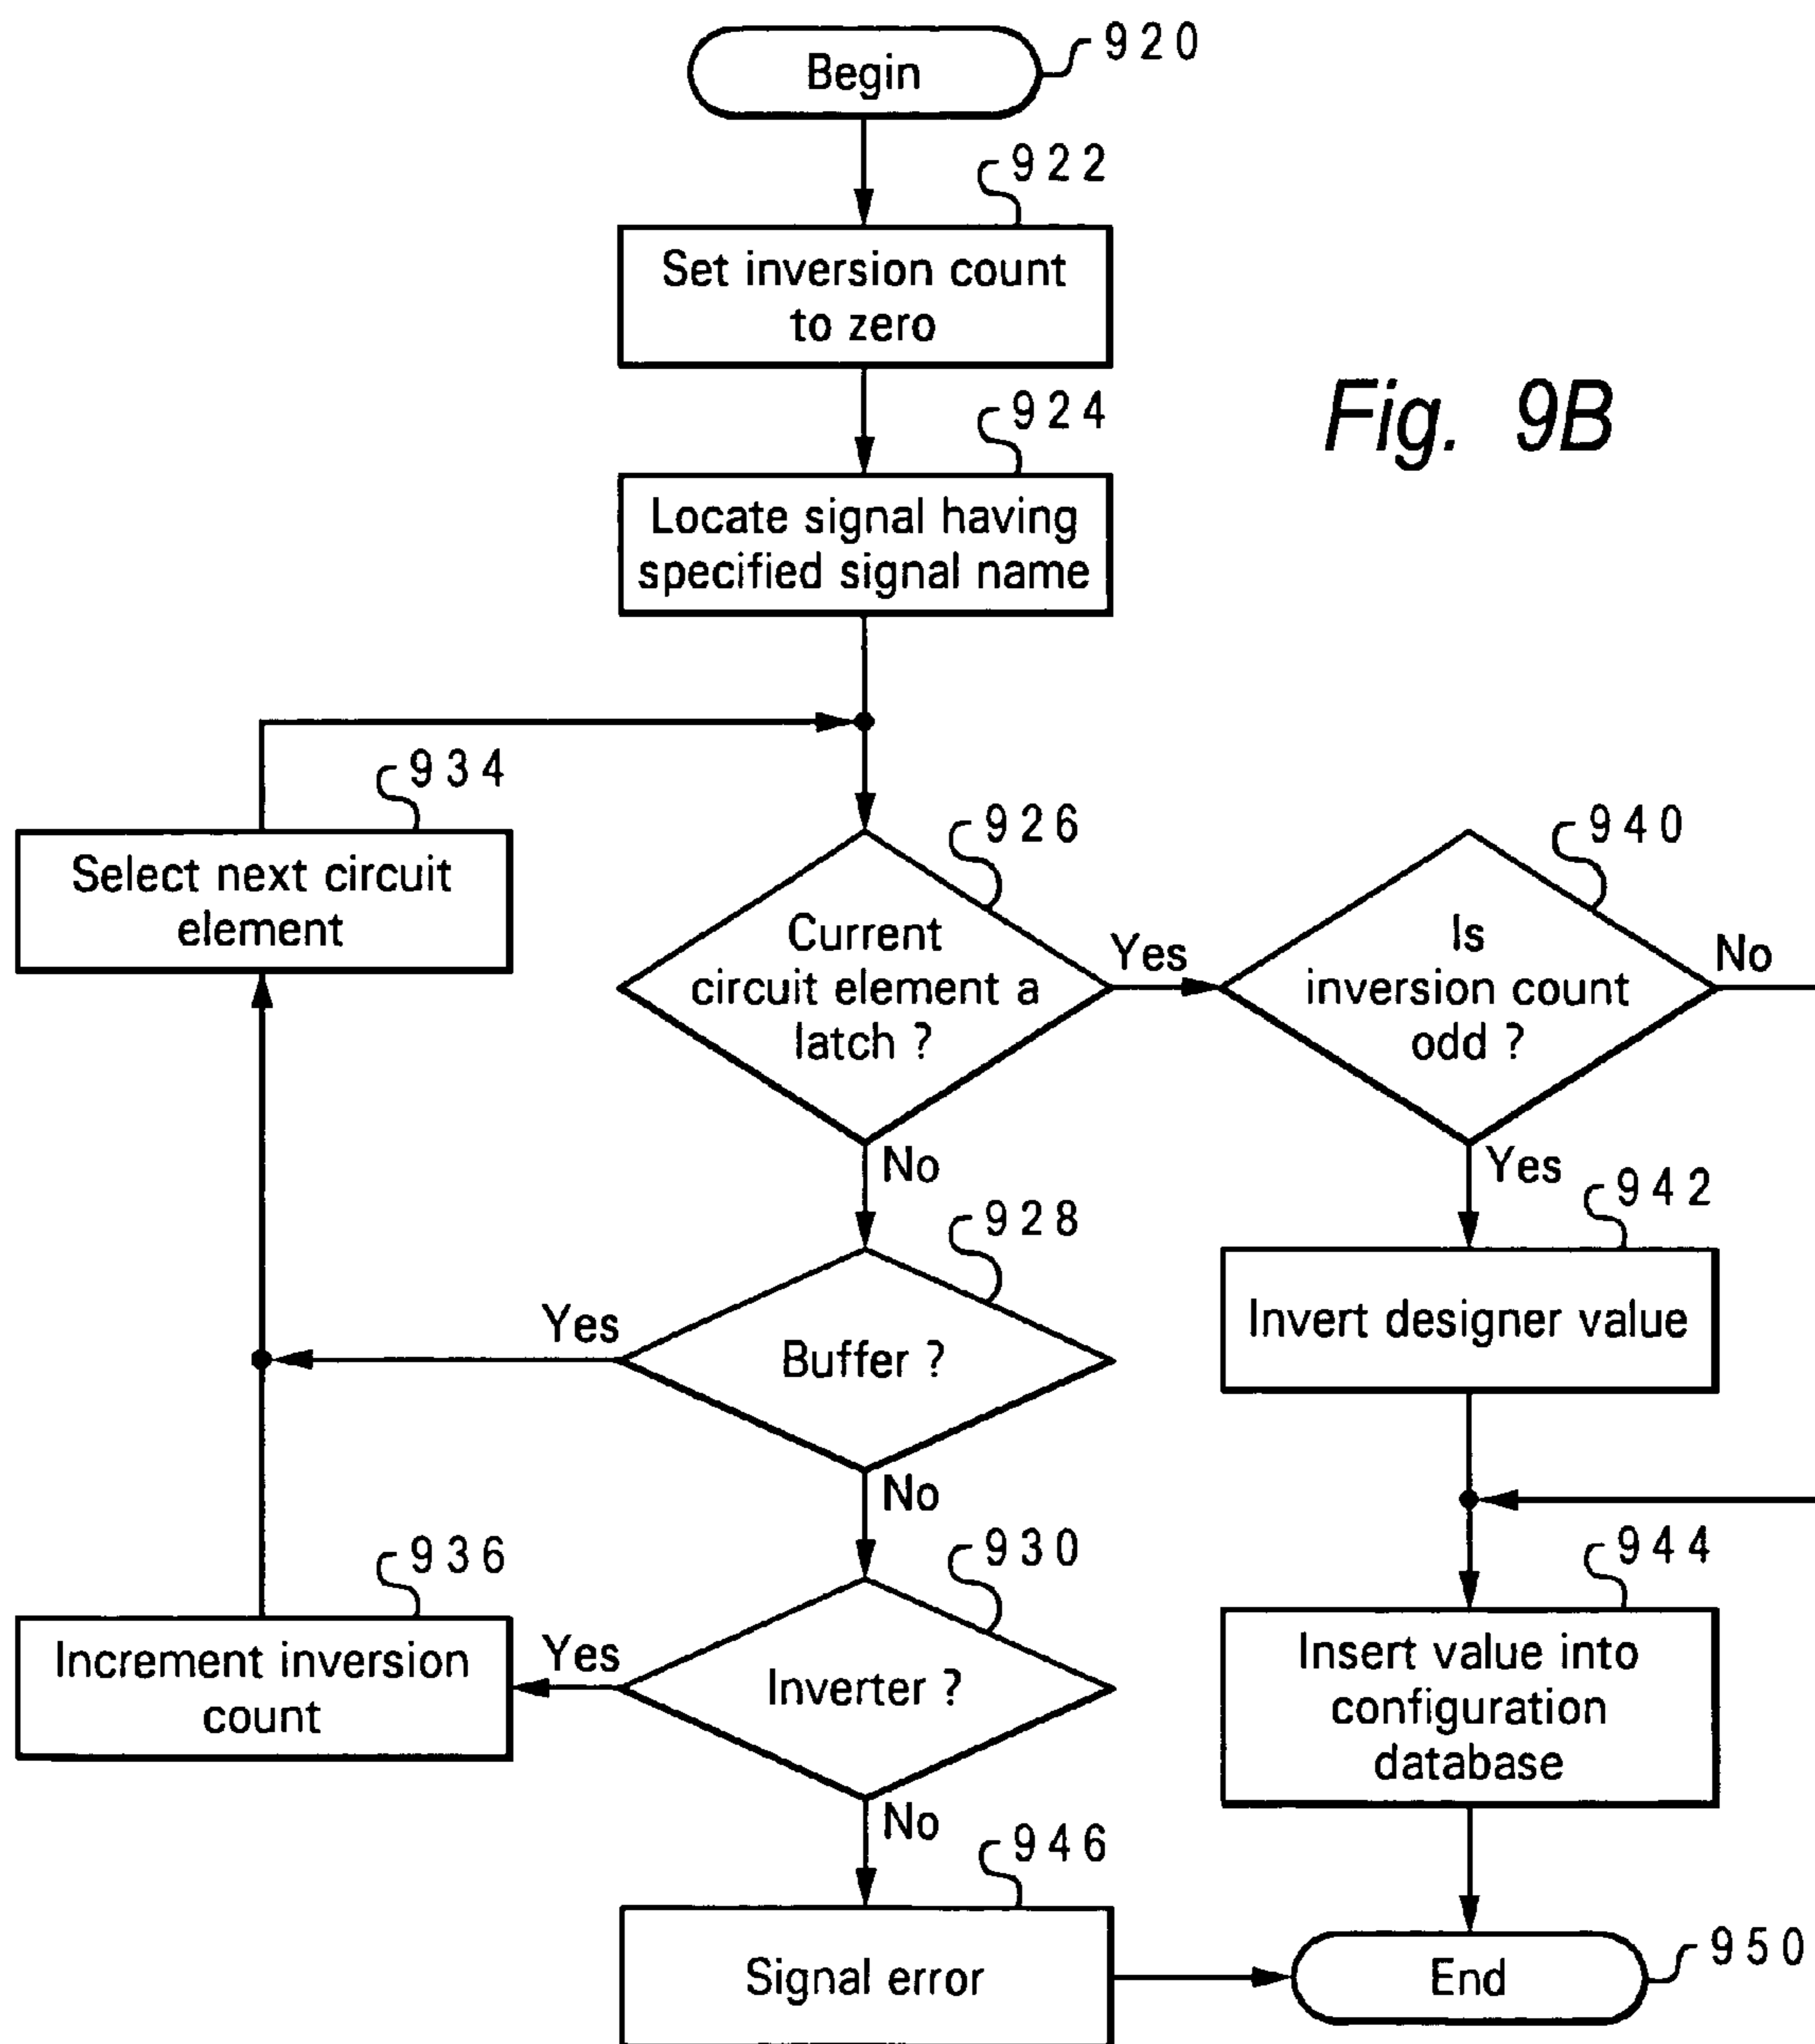 Begin
920
922
Set inversion count
to zero
Fig. 9B
924
Locate signal having
specified signal name
934
Select next circuit
element
926
Current
circuit element a
latch ?
Yes
No
940
Is
inversion count
odd ?
No
Yes
928
Buffer ?
Yes
No
942
Invert designer value
936
Increment inversion
count
930
Inverter ?
Yes
No
944
Insert value into
configuration
database
946
Signal error
End
950